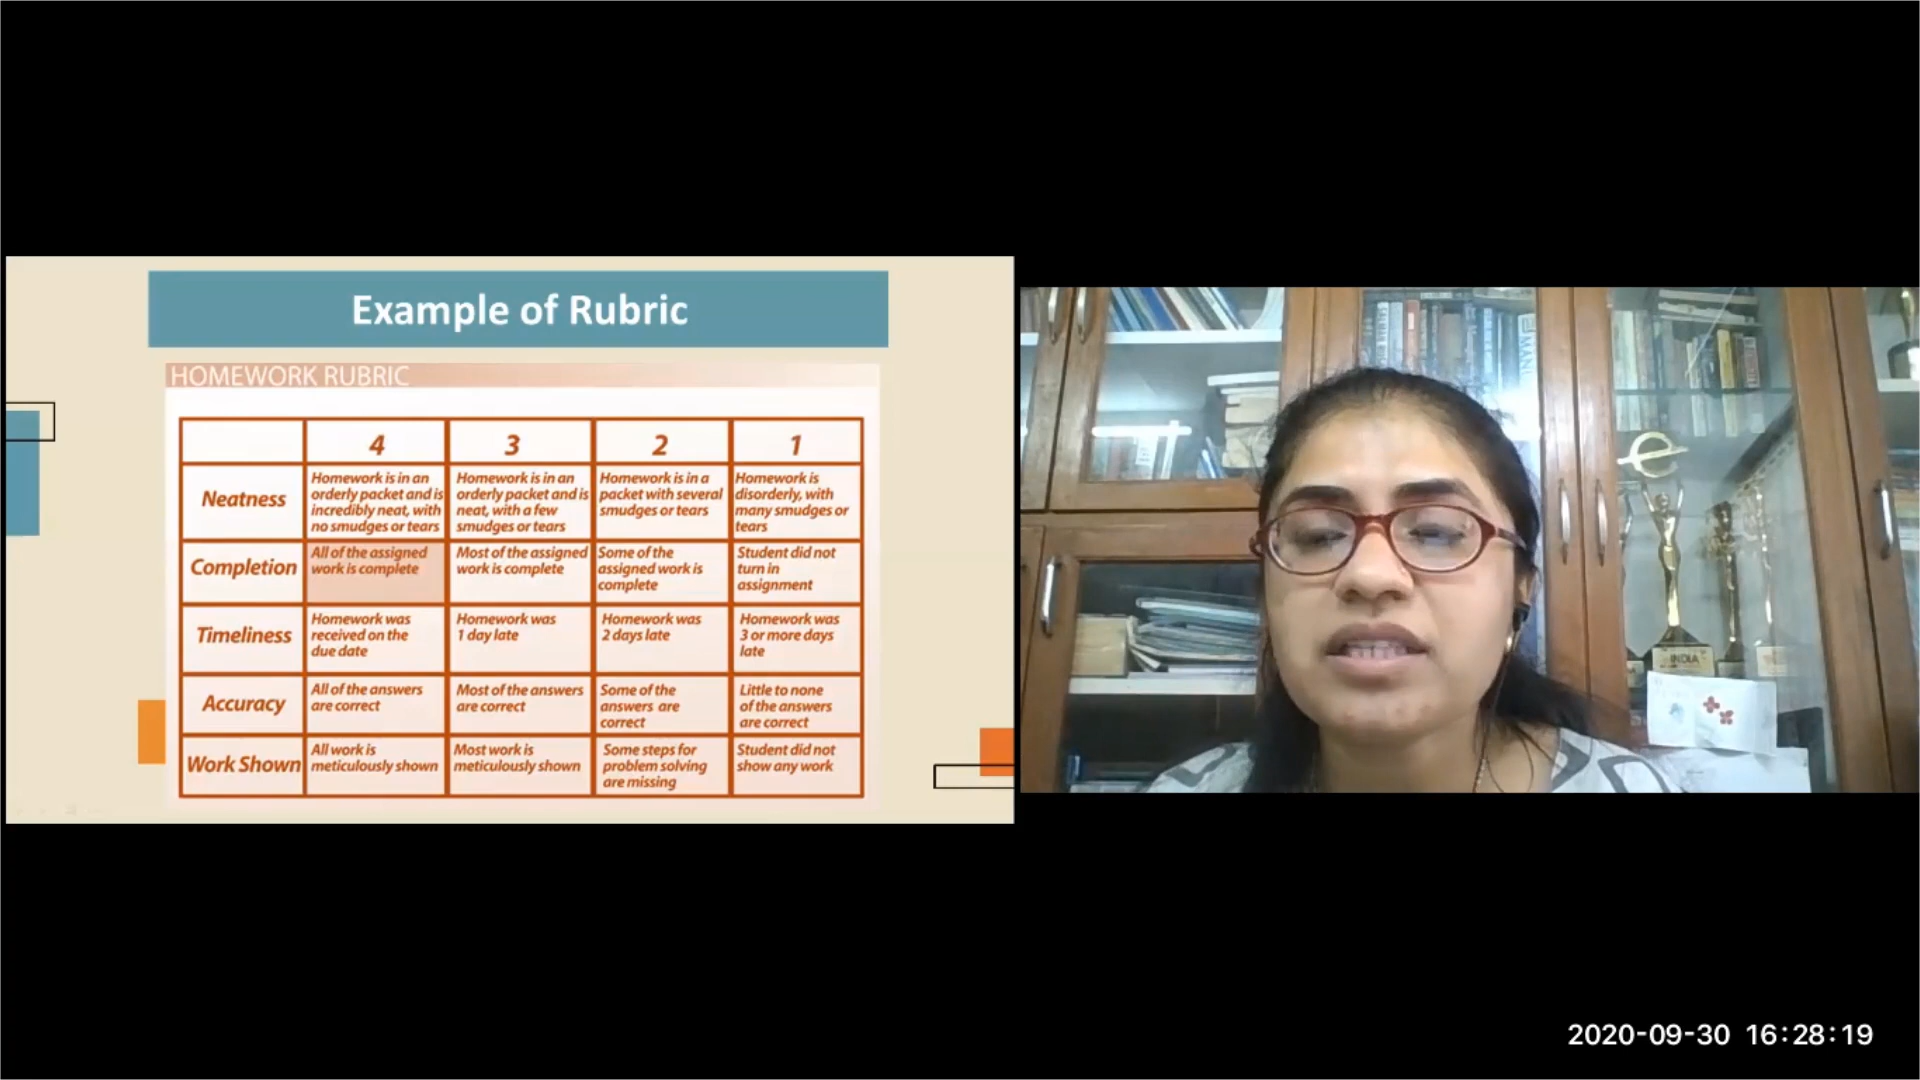 Example of Rubric
HOMEWORK RUBRIC
4 3 2 1
Neatness
Homework is in an
orderly packet and is
incredibly neat, with
no smudges or tears
Homework is in an
orderly packet and is
neat, with a few
smudges or tears
Homework is in a
packet with several
smudges or tears
Homework is
disorderly, with
many smudges or
tears
Completion
All of the assigned
work is complete
Most of the assigned
work is complete
Some of the
assigned work is
complete
Student did not
turn in
assignment
Timeliness
Homework was
received on the
due date
Homework was
1 day late
Homework was
2 days late
Homework was
3 or more days
late
Accuracy
All of the answers
are correct
Most of the answers
are correct
Some of the
answers are
correct
Little to none
of the answers
are correct
Work Shown
All work is
meticulously shown
Most work is
meticulously shown
Some steps for
problem solving
are missing
Student did not
show any work
INDIA
2020-09-30 16:28:19